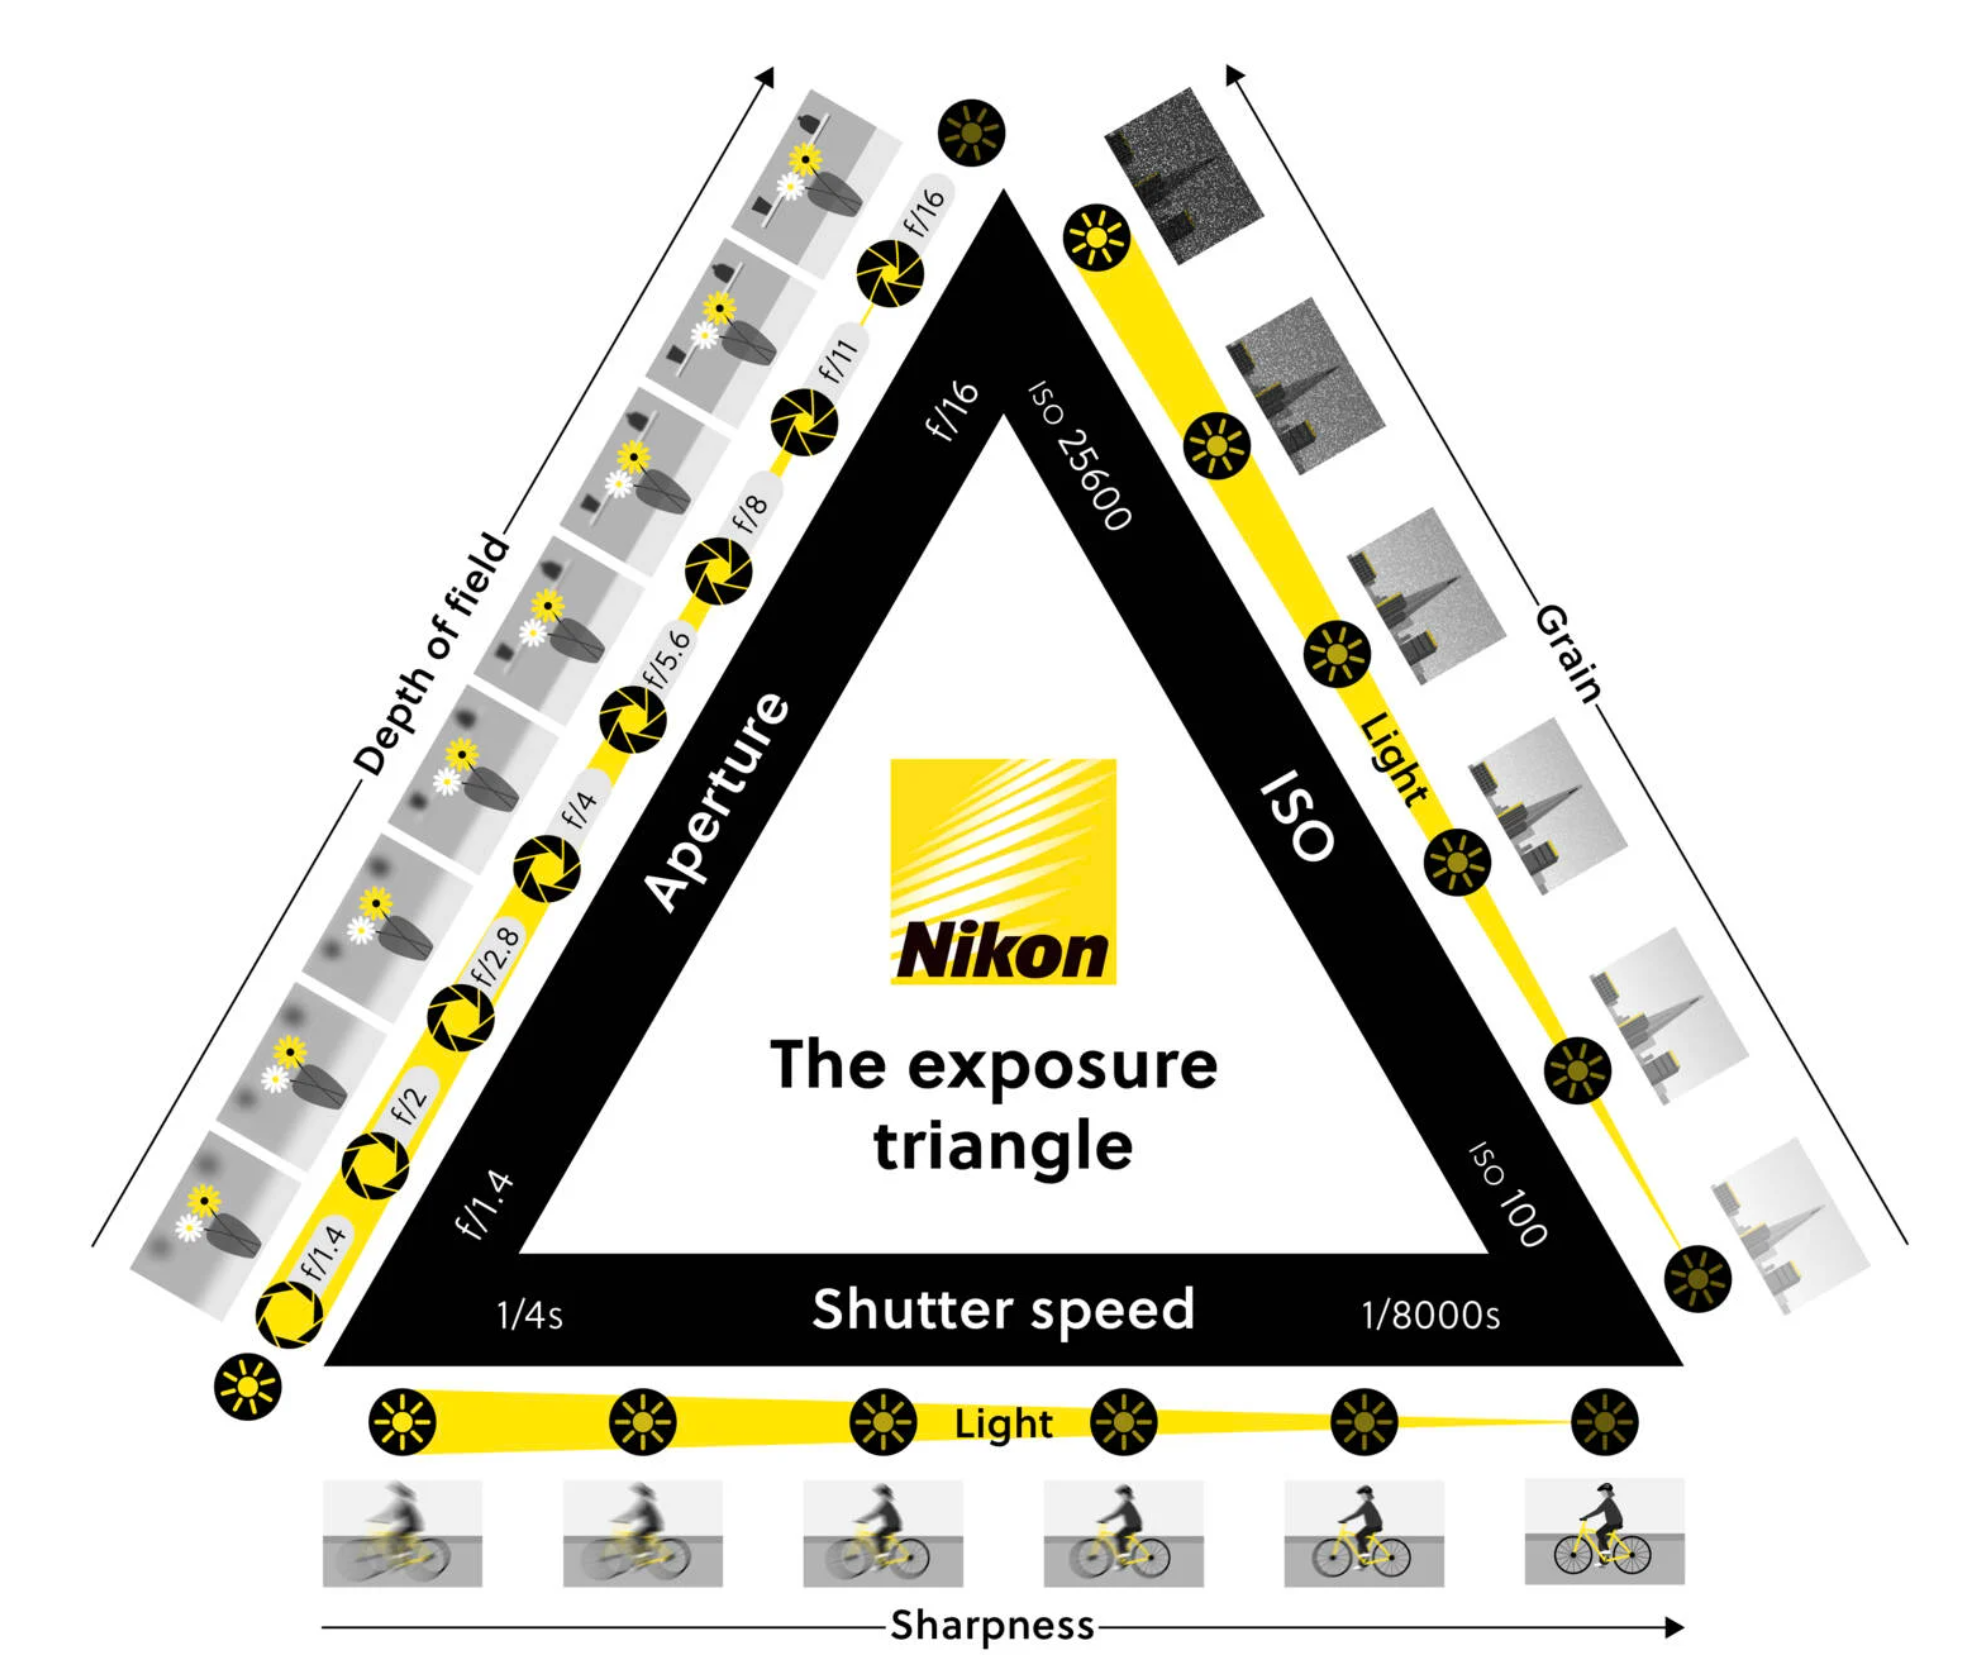 f/16
f/11
f/8
f/5.6
f/4
f/2.8
f/2
f/1.4
Depth of field
Aperture
f/16
f/1.4
ISO 25600
ISO
ISO 100
Light
Grain
Nikon
The exposure
triangle
1/4s
Shutter speed
1/8000s
Light
Sharpness